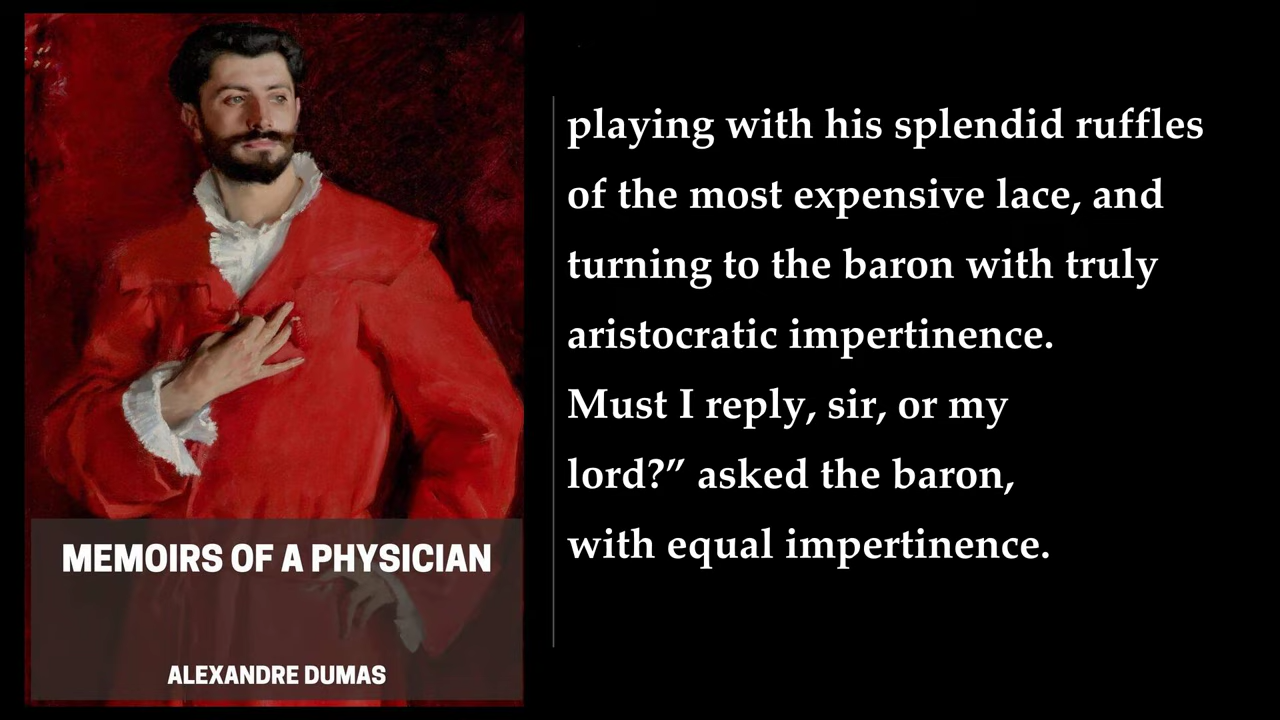 MEMOIRS OF A PHYSICIAN
ALEXANDRE DUMAS
playing with his splendid ruffles
of the most expensive lace, and
turning to the baron with truly
aristocratic impertinence.
Must I reply, sir, or my
lord?” asked the baron,
with equal impertinence.